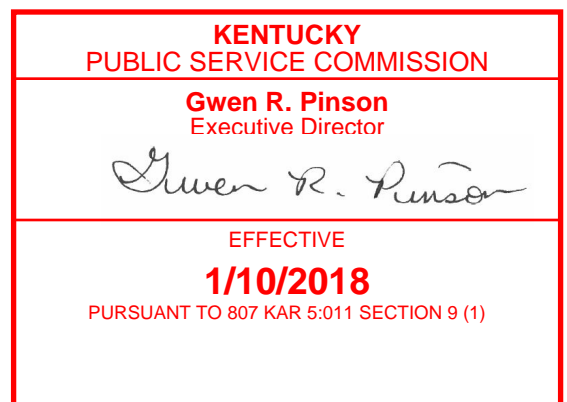 KENTUCKY
PUBLIC SERVICE COMMISSION
Gwen R. Pinson
Executive Director
Gwen R. Pinson
EFFECTIVE
1/10/2018
PURSUANT TO 807 KAR 5:011 SECTION 9 (1)